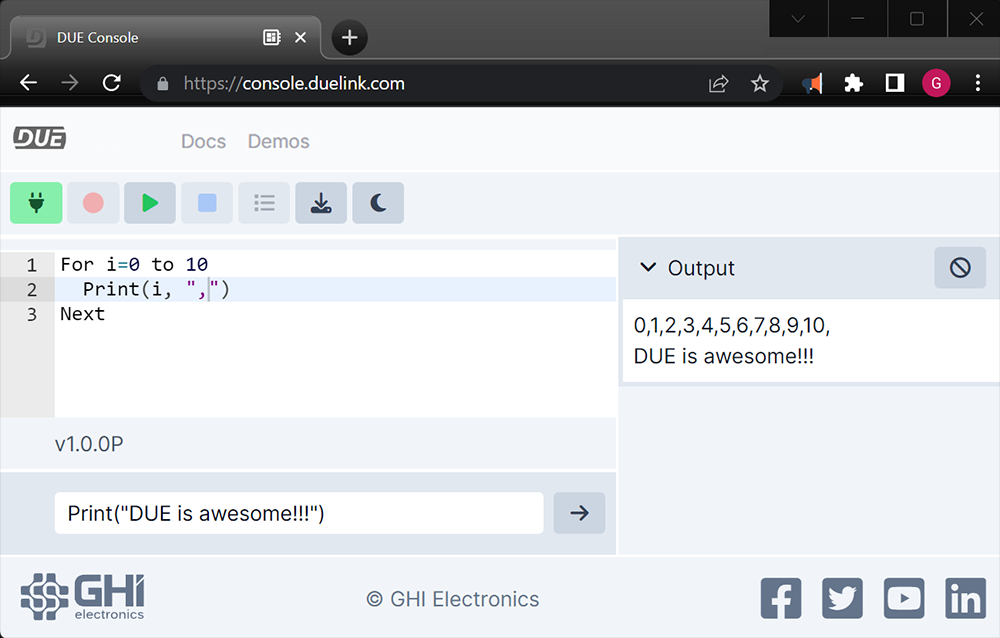 DUE Console
https://console.duelink.com
G
DUE
Docs Demos
1 For i=0 to 10
2 Print(i, ",")
3 Next
v1.0.0P
Print("DUE is awesome!!!")
Output
0,1,2,3,4,5,6,7,8,9,10,
DUE is awesome!!!
GHI
electronics
© GHI Electronics